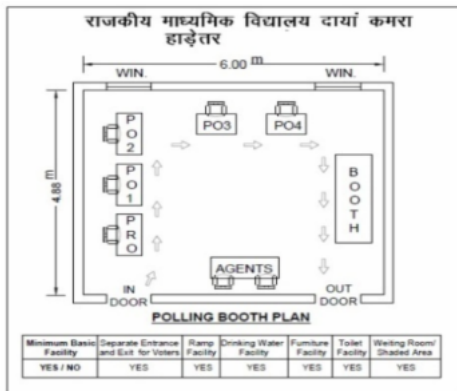 राजकीय माध्यमिक विद्यालय दायां कमरा
हाड़ेतर
6.00 m
WIN. WIN.
4.88 m
PO2
PO3
PO4
PO1
PRO
BOOTH
AGENTS
IN
DOOR
OUT
DOOR
POLLING BOOTH PLAN
Minimum Basic Facility | Separate Entrance and Exit for Voters | Ramp Facility | Drinking Water Facility | Furniture Facility | Toilet Facility | Weiting Room/ Shaded Area
YES / NO | YES | YES | YES | YES | YES | YES